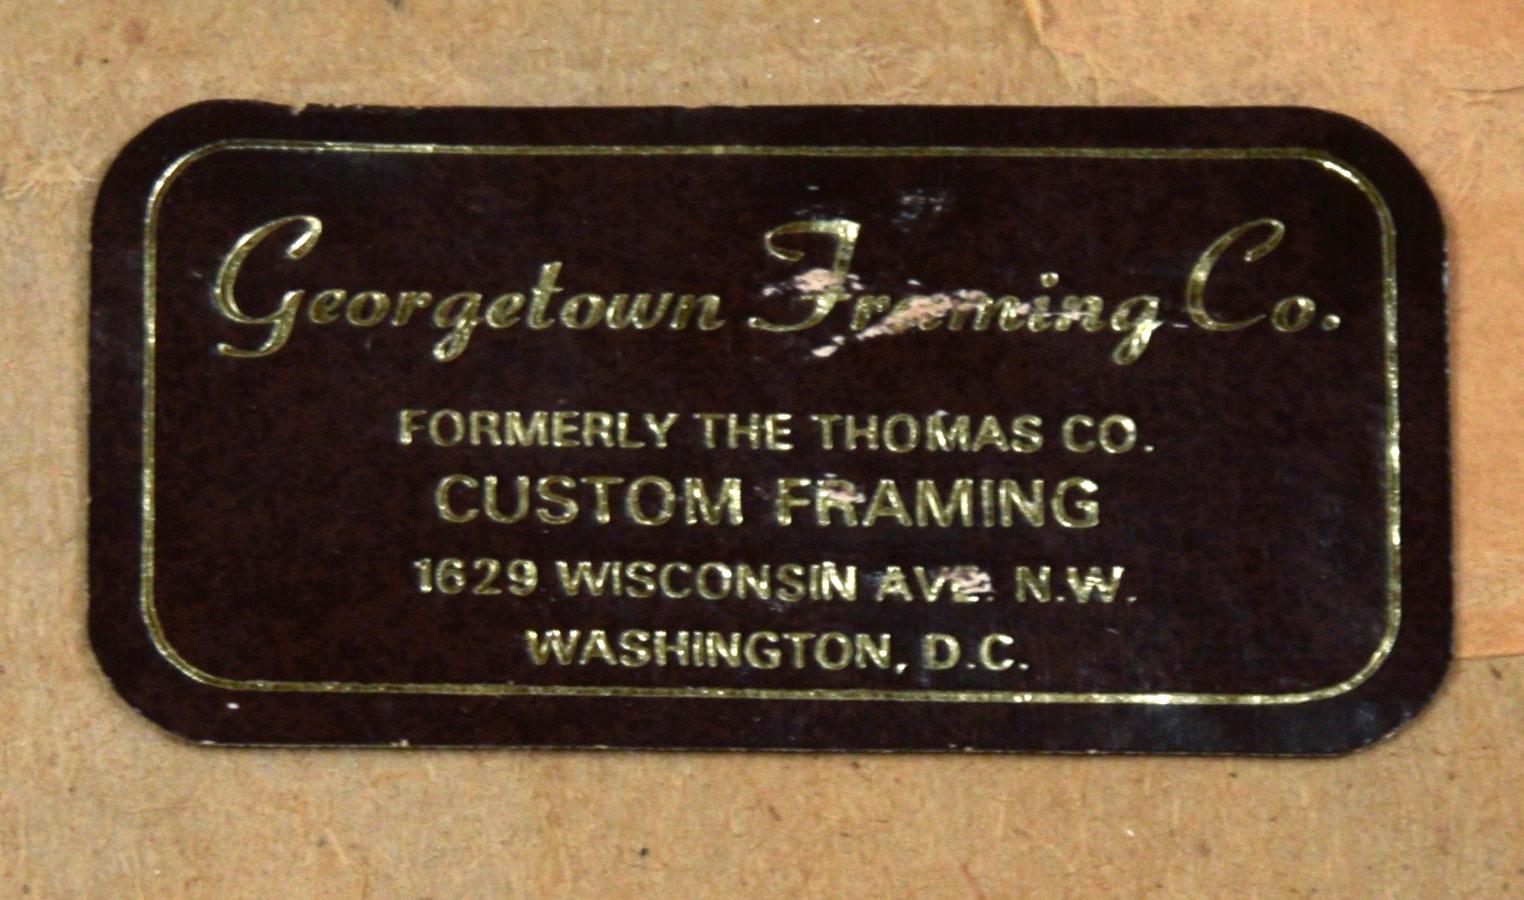 Georgetown Framing Co.
FORMERLY THE THOMAS CO.
CUSTOM FRAMING
1629 WISCONSIN AVE. N.W.
WASHINGTON, D.C.